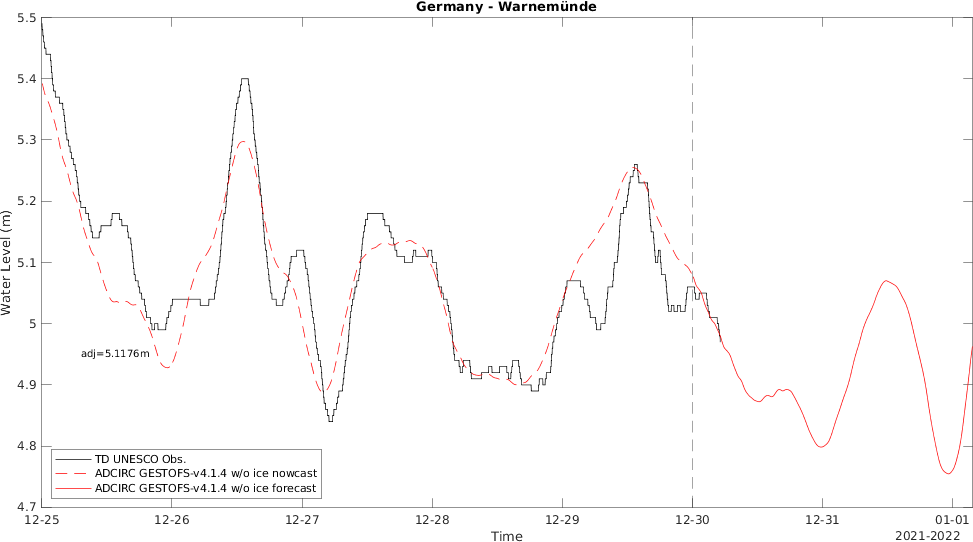 Germany - Warnemünde
5.5
5.4
5.3
5.2
5.1
5
4.9
4.8
4.7
Water Level (m)
adj=5.1176m
TD UNESCO Obs.
ADCIRC GESTOFS-v4.1.4 w/o ice nowcast
ADCIRC GESTOFS-v4.1.4 w/o ice forecast
12-25 12-26 12-27 12-28 12-29 12-30 12-31 01-01
Time
2021-2022